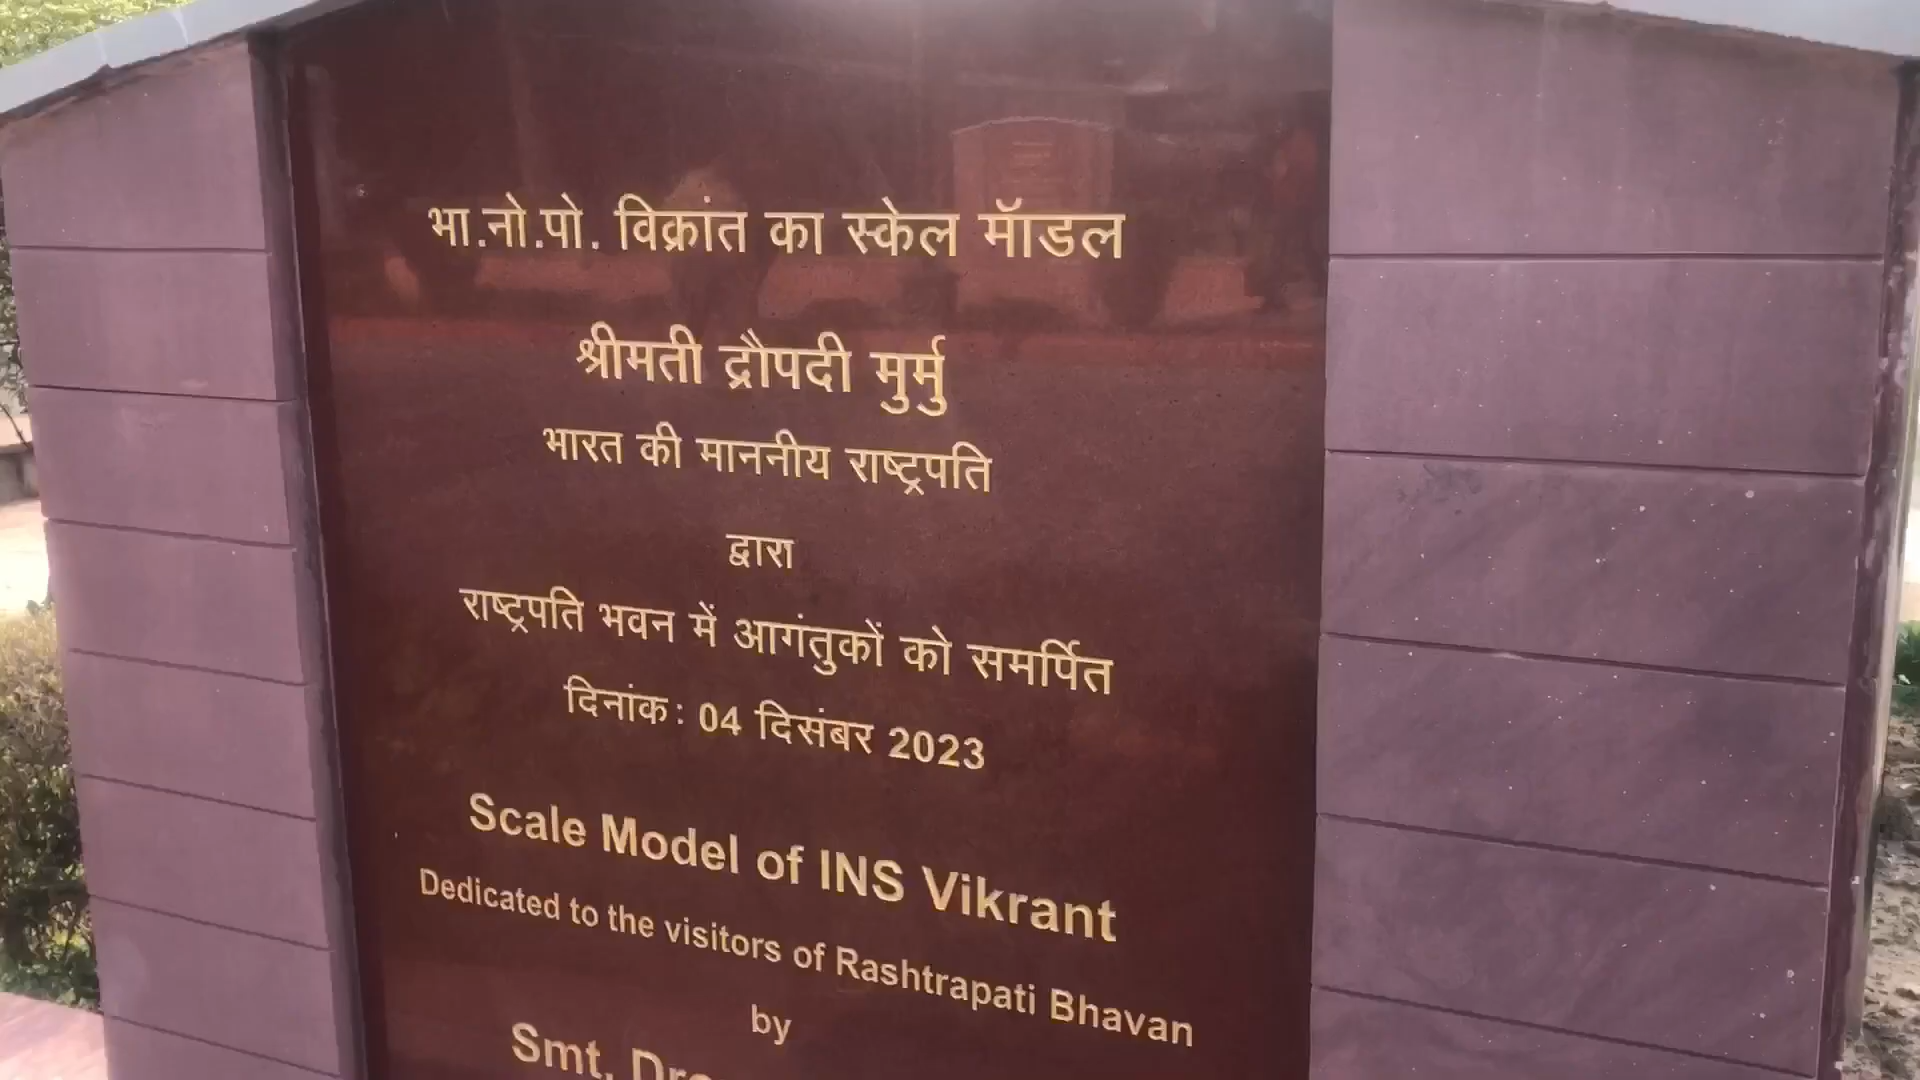 भा.नो.पो. विक्रांत का स्केल मॉडल
श्रीमती द्रौपदी मुर्मु
भारत की माननीय राष्ट्रपति
द्वारा
राष्ट्रपति भवन में आगंतुकों को समर्पित
दिनांक: 04 दिसंबर 2023
Scale Model of INS Vikrant
Dedicated to the visitors of Rashtrapati Bhavan
by
Smt.